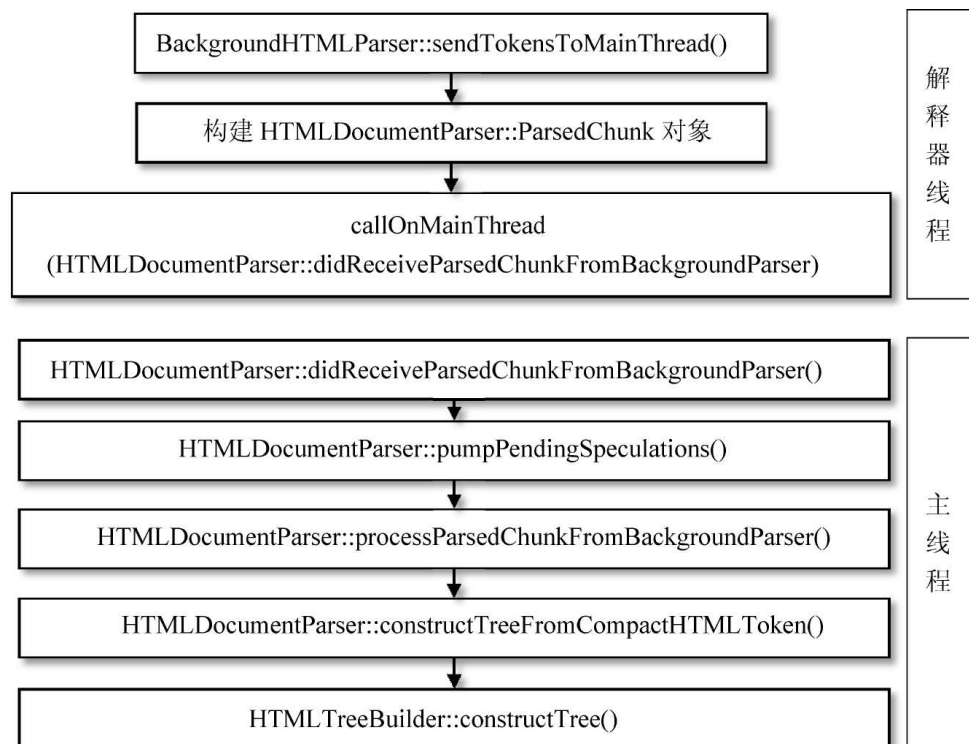 BackgroundHTMLParser::sendTokensToMainThread()
构建 HTMLDocumentParser::ParsedChunk 对象
callOnMainThread
(HTMLDocumentParser::didReceiveParsedChunkFromBackgroundParser)
解释器线程
HTMLDocumentParser::didReceiveParsedChunkFromBackgroundParser()
HTMLDocumentParser::pumpPendingSpeculations()
HTMLDocumentParser::processParsedChunkFromBackgroundParser()
HTMLDocumentParser::constructTreeFromCompactHTMLToken()
HTMLTreeBuilder::constructTree()
主线程